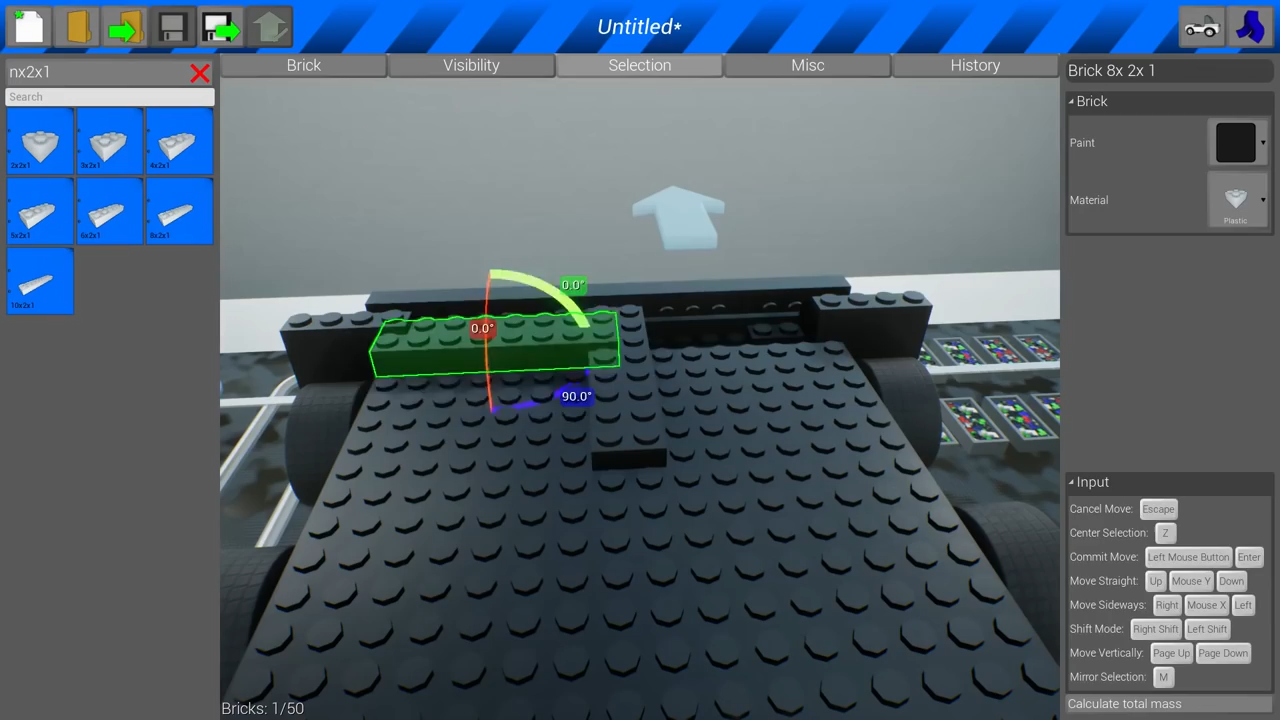 Untitled*
nx2x1
Search
2x2x1
3x2x1
4x2x1
5x2x1
6x2x1
8x2x1
10x2x1
Brick
Visibility
Selection
Misc
History
0.0°
0.0°
90.0°
Bricks: 1/50
Brick 8x 2x 1
Brick
Paint
Material
Plastic
Input
Cancel Move: Escape
Center Selection: Z
Commit Move: Left Mouse Button Enter
Move Straight: Up Mouse Y Down
Move Sideways: Right Mouse X Left
Shift Mode: Right Shift Left Shift
Move Vertically: Page Up Page Down
Mirror Selection: M
Calculate total mass